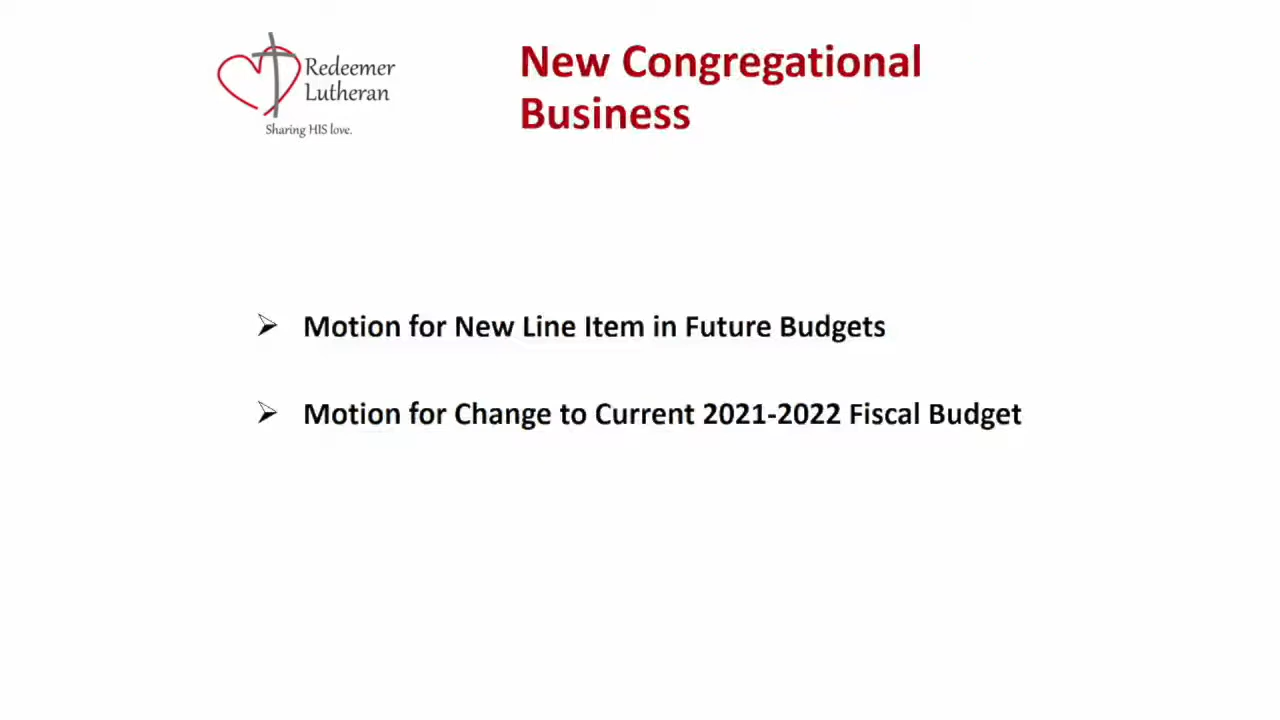 Redeemer
Lutheran
Sharing HIS love.
New Congregational
Business
Motion for New Line Item in Future Budgets
Motion for Change to Current 2021-2022 Fiscal Budget